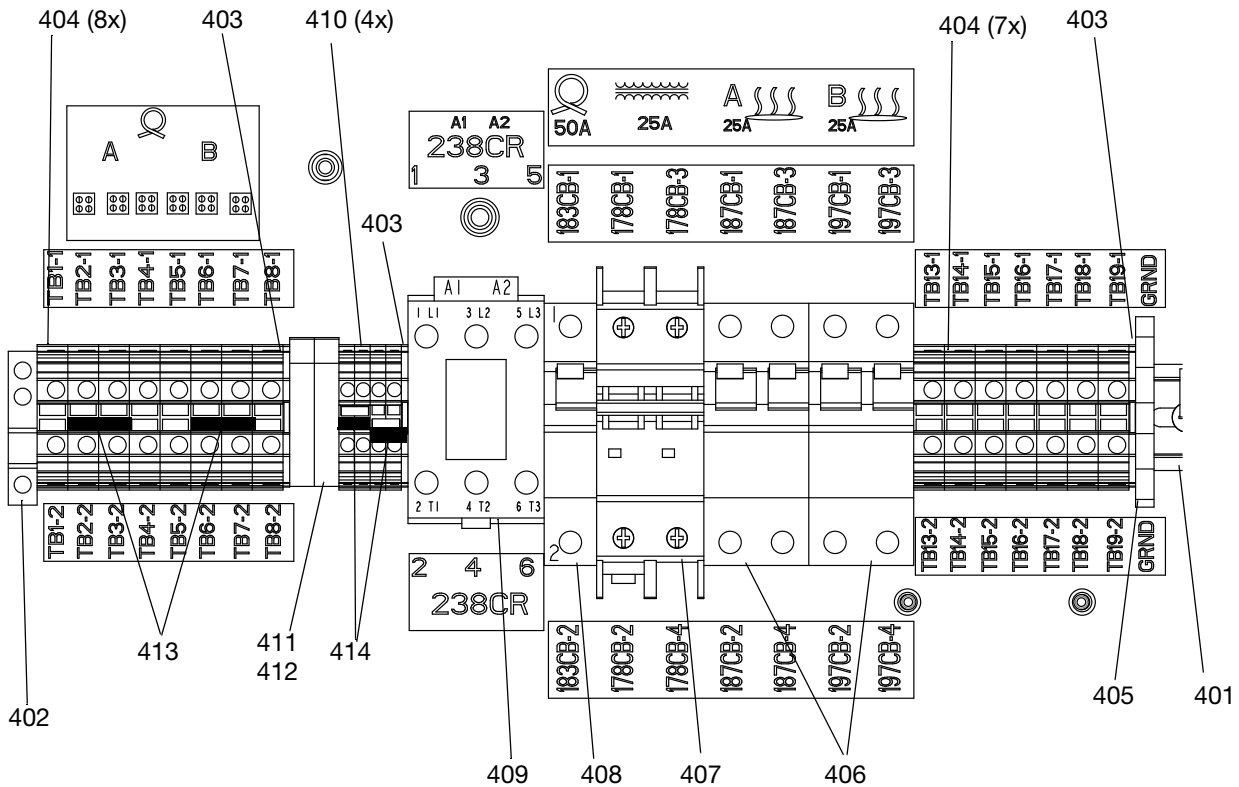 404 (8x)
403
410 (4x)
404 (7x)
403
A1 A2
238CR
1 3 5
50A
25A
A
25A
B
25A
A B
403
183CB-1
178CB-1
178CB-3
187CB-1
187CB-3
197CB-1
197CB-3
TB1-1
TB2-1
TB3-1
TB4-1
TB5-1
TB6-1
TB7-1
TB8-1
TB13-1
TB14-1
TB15-1
TB16-1
TB17-1
TB18-1
TB19-1
GRND
A1 A2
1 L1 3 L2 5 L3
1
2 T1 4 T2 6 T3
2
TB1-2
TB2-2
TB3-2
TB4-2
TB5-2
TB6-2
TB7-2
TB8-2
TB13-2
TB14-2
TB15-2
TB16-2
TB17-2
TB18-2
TB19-2
GRND
2 4 6
238CR
413
411
412
414
183CB-2
178CB-2
178CB-4
187CB-2
187CB-4
197CB-2
197CB-4
402
405
401
409
408
407
406